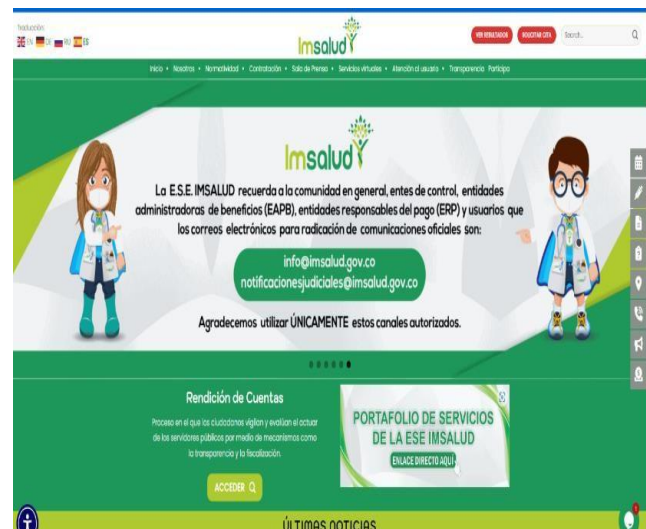 Traducción:
EN DE RU ES
Imsalud
VER RESULTADOS
SOLICITAR CITA
Search...
Inicio • Nosotros • Normatividad • Contratación • Sala de Prensa • Servicios virtuales • Atención al usuario • Transparencia Participa
Imsalud
La E.S.E. IMSALUD recuerda a la comunidad en general, entes de control, entidades
administradoras de beneficios (EAPB), entidades responsables del pago (ERP) y usuarios que
los correos electrónicos para radicación de comunicaciones oficiales son:
info@imsalud.gov.co
notificacionesjudiciales@imsalud.gov.co
Agradecemos utilizar ÚNICAMENTE estos canales autorizados.
Rendición de Cuentas
Proceso en el que los ciudadanos vigilan y evalúan el actuar
de los servidores públicos por medio de mecanismos como
la transparencia y la fiscalización.
ACCEDER
PORTAFOLIO DE SERVICIOS
DE LA ESE IMSALUD
ENLACE DIRECTO AQUI
ÚLTIMAS NOTICIAS